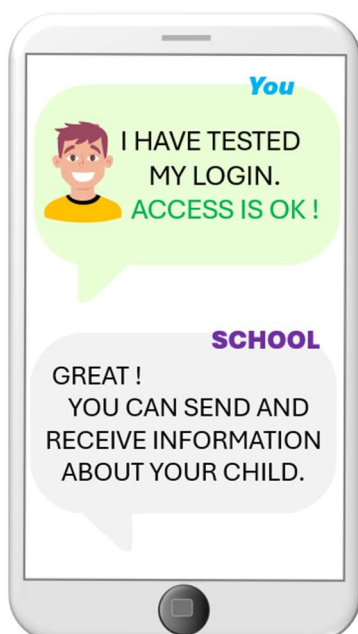 You
I HAVE TESTED
MY LOGIN.
ACCESS IS OK !
SCHOOL
GREAT !
YOU CAN SEND AND
RECEIVE INFORMATION
ABOUT YOUR CHILD.